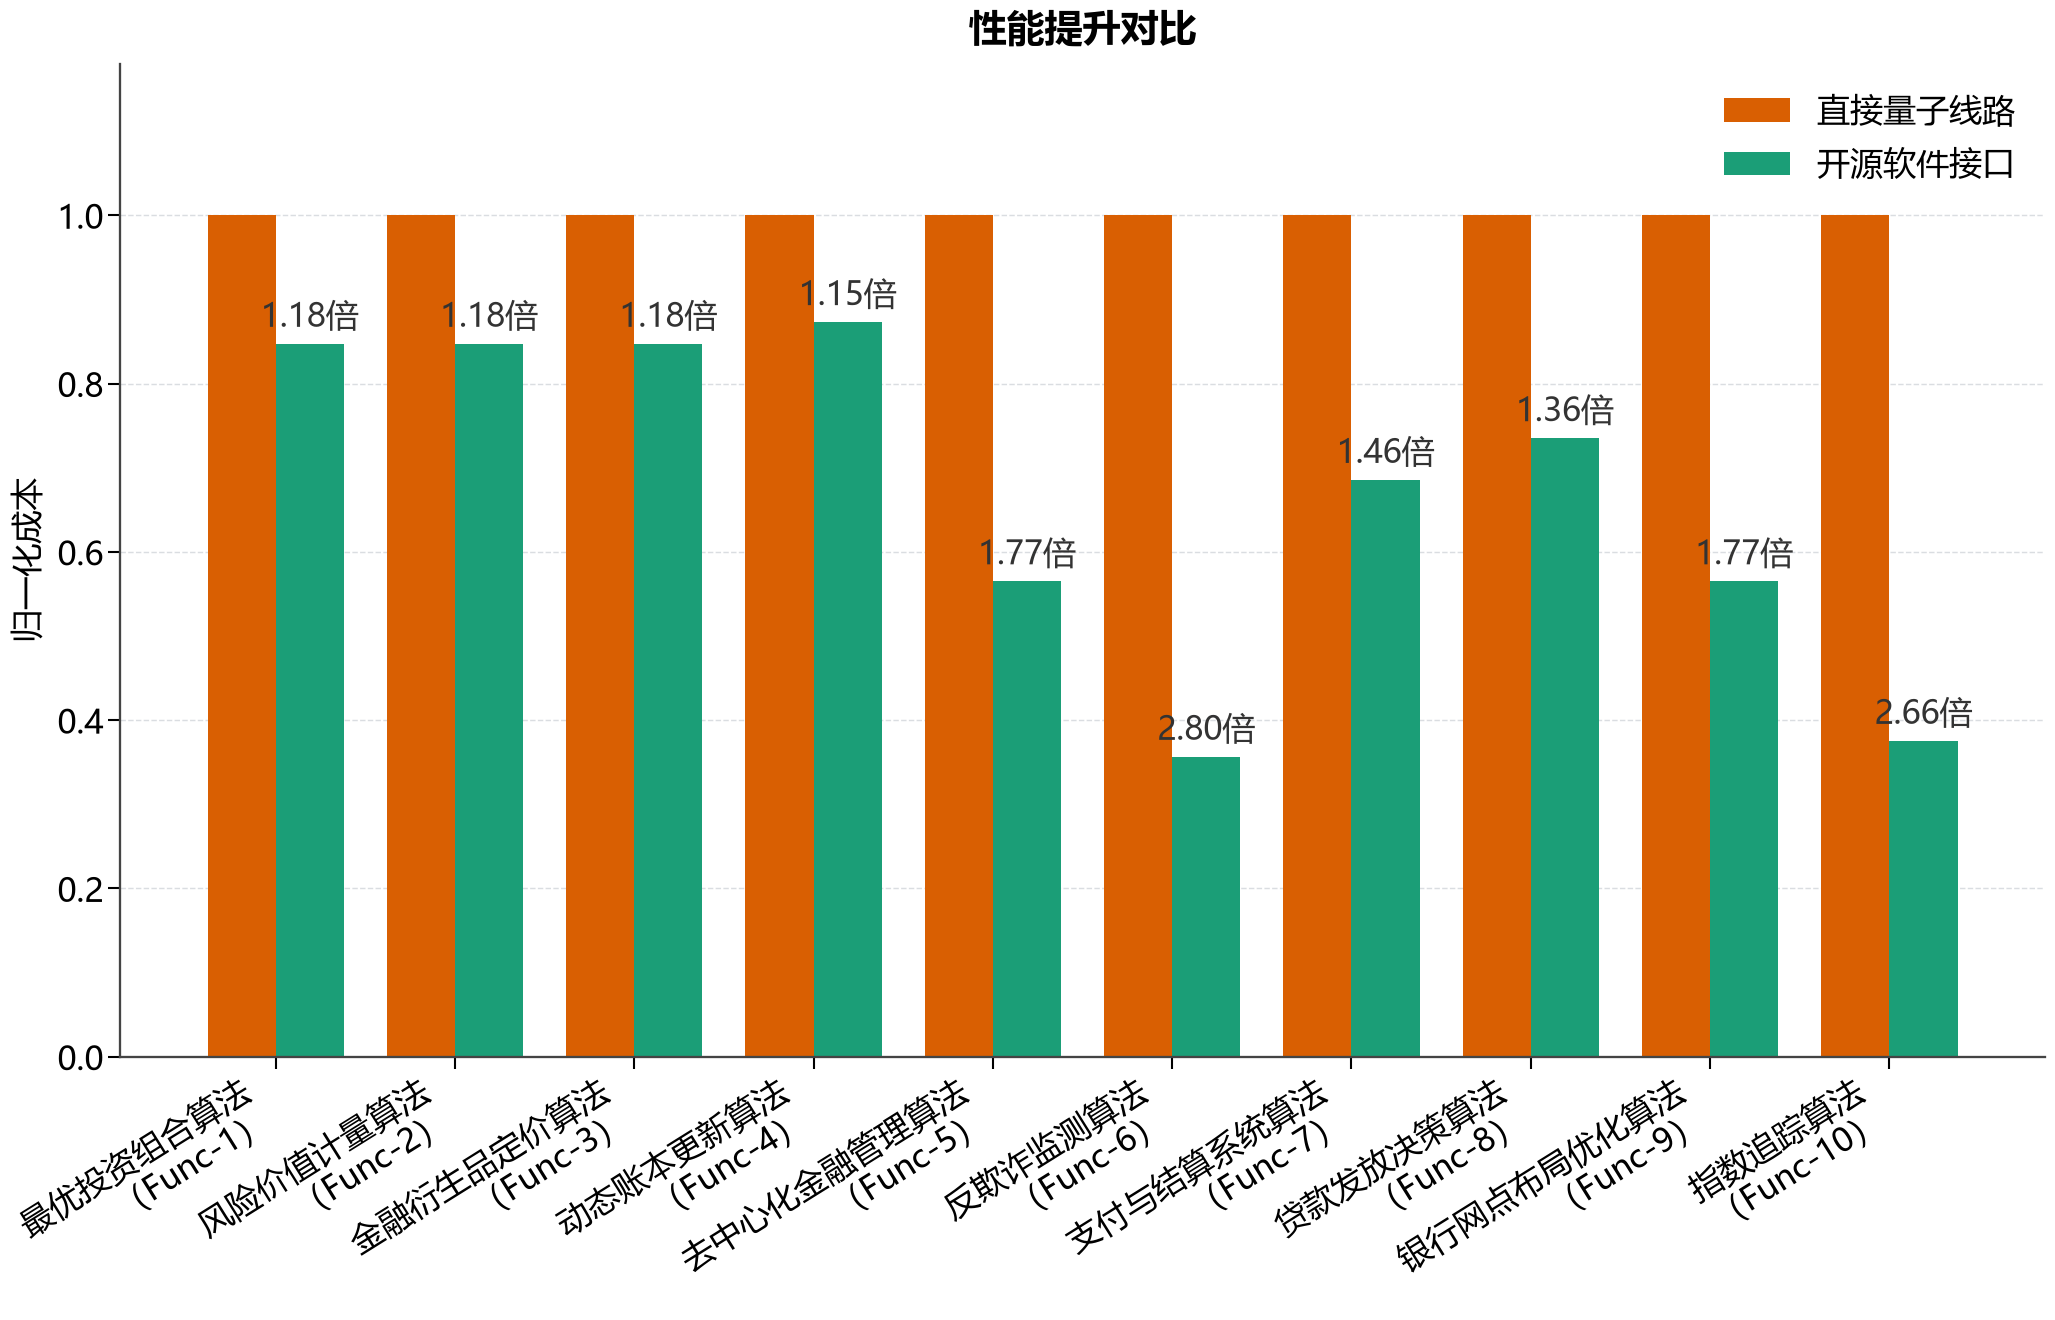 性能提升对比
直接量子线路
开源软件接口
归一化成本
1.0
0.8
0.6
0.4
0.2
0.0
1.18倍
1.18倍
1.18倍
1.15倍
1.77倍
2.80倍
1.46倍
1.36倍
1.77倍
2.66倍
最优投资组合算法
(Func-1)
风险价值计量算法
(Func-2)
金融衍生品定价算法
(Func-3)
动态账本更新算法
(Func-4)
去中心化金融管理算法
(Func-5)
反欺诈监测算法
(Func-6)
支付与结算系统算法
(Func-7)
贷款发放决策算法
(Func-8)
银行网点布局优化算法
(Func-9)
指数追踪算法
(Func-10)